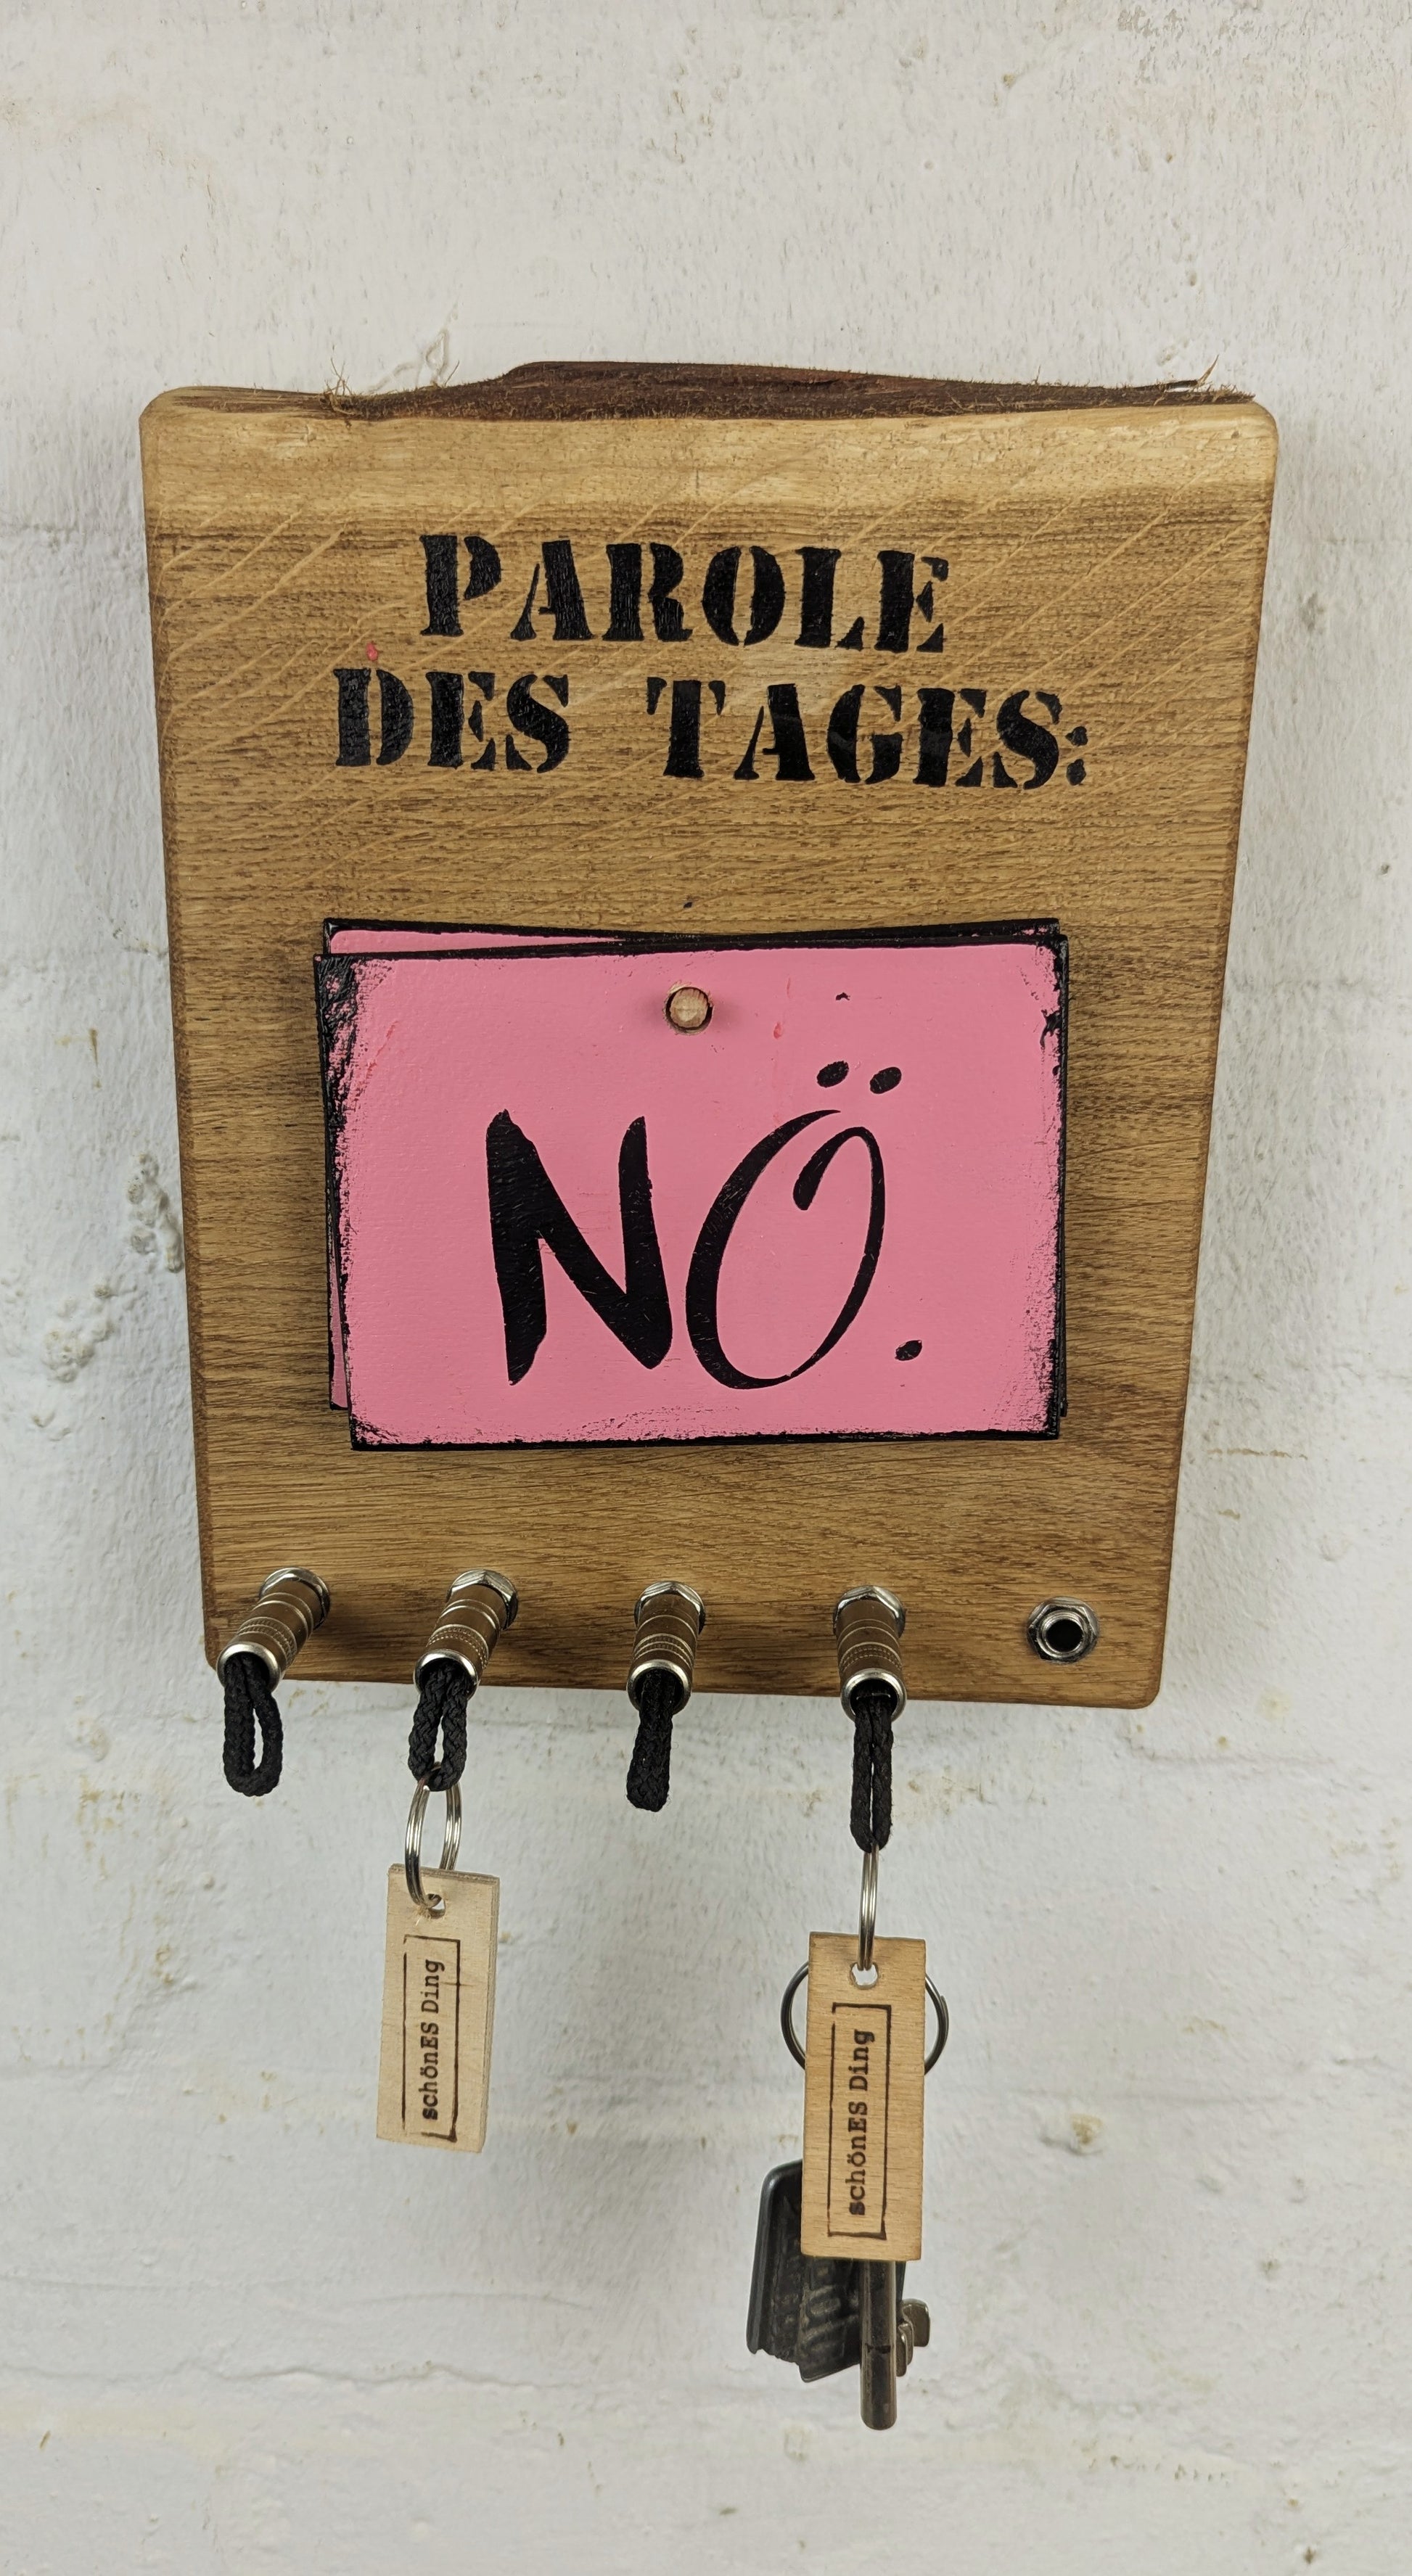 PAROLE
DES TAGES:
NÖ.
schönES Ding
schönES Ding